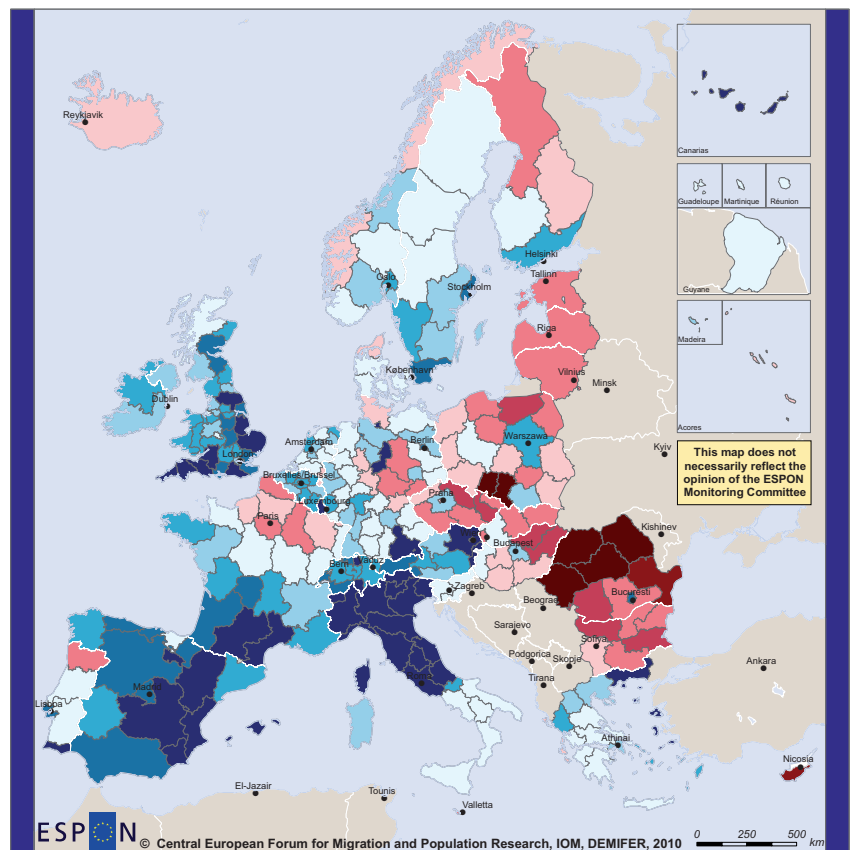 Reykjavik
Canarias
Guadeloupe
Martinique
Réunion
Guyane
Madeira
Acores
Helsinki
Tallinn
Oslo
Stockholm
Riga
København
Vilnius
Minsk
Dublin
London
Amsterdam
Berlin
Warszawa
Kyiv
This map does not
necessarily reflect the
opinion of the ESPON
Monitoring Committee
Bruxelles/Brussel
Luxembourg
Praha
Paris
Kishinev
Budapest
Bern
Vaduz
Zagreb
Beograd
Bucuresti
Sarajevo
Sofiya
Podgorica
Skopje
Tirana
Ankara
Madrid
Lisboa
Athinai
Nicosia
El-Jazair
Tounis
Valletta
ESPON
© Central European Forum for Migration and Population Research, IOM, DEMIFER, 2010
0 250 500
km